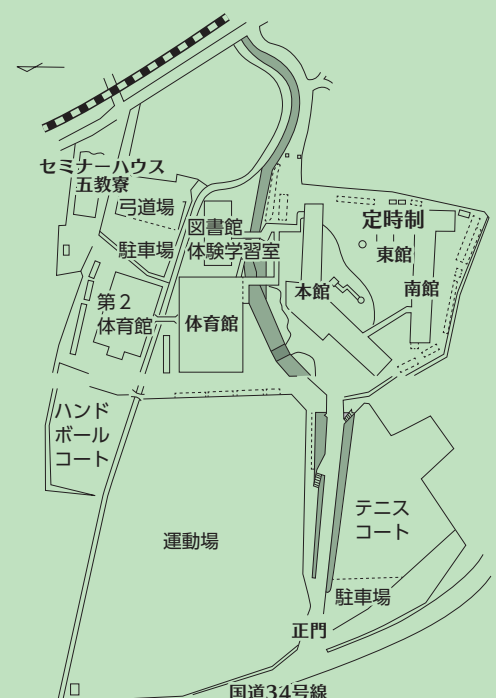 セミナーハウス
五教寮
弓道場
駐車場
図書館
体験学習室
定時制
東館
南館
本館
第２
体育館
体育館
ハンド
ボール
コート
テニス
コート
運動場
駐車場
正門
国道34号線